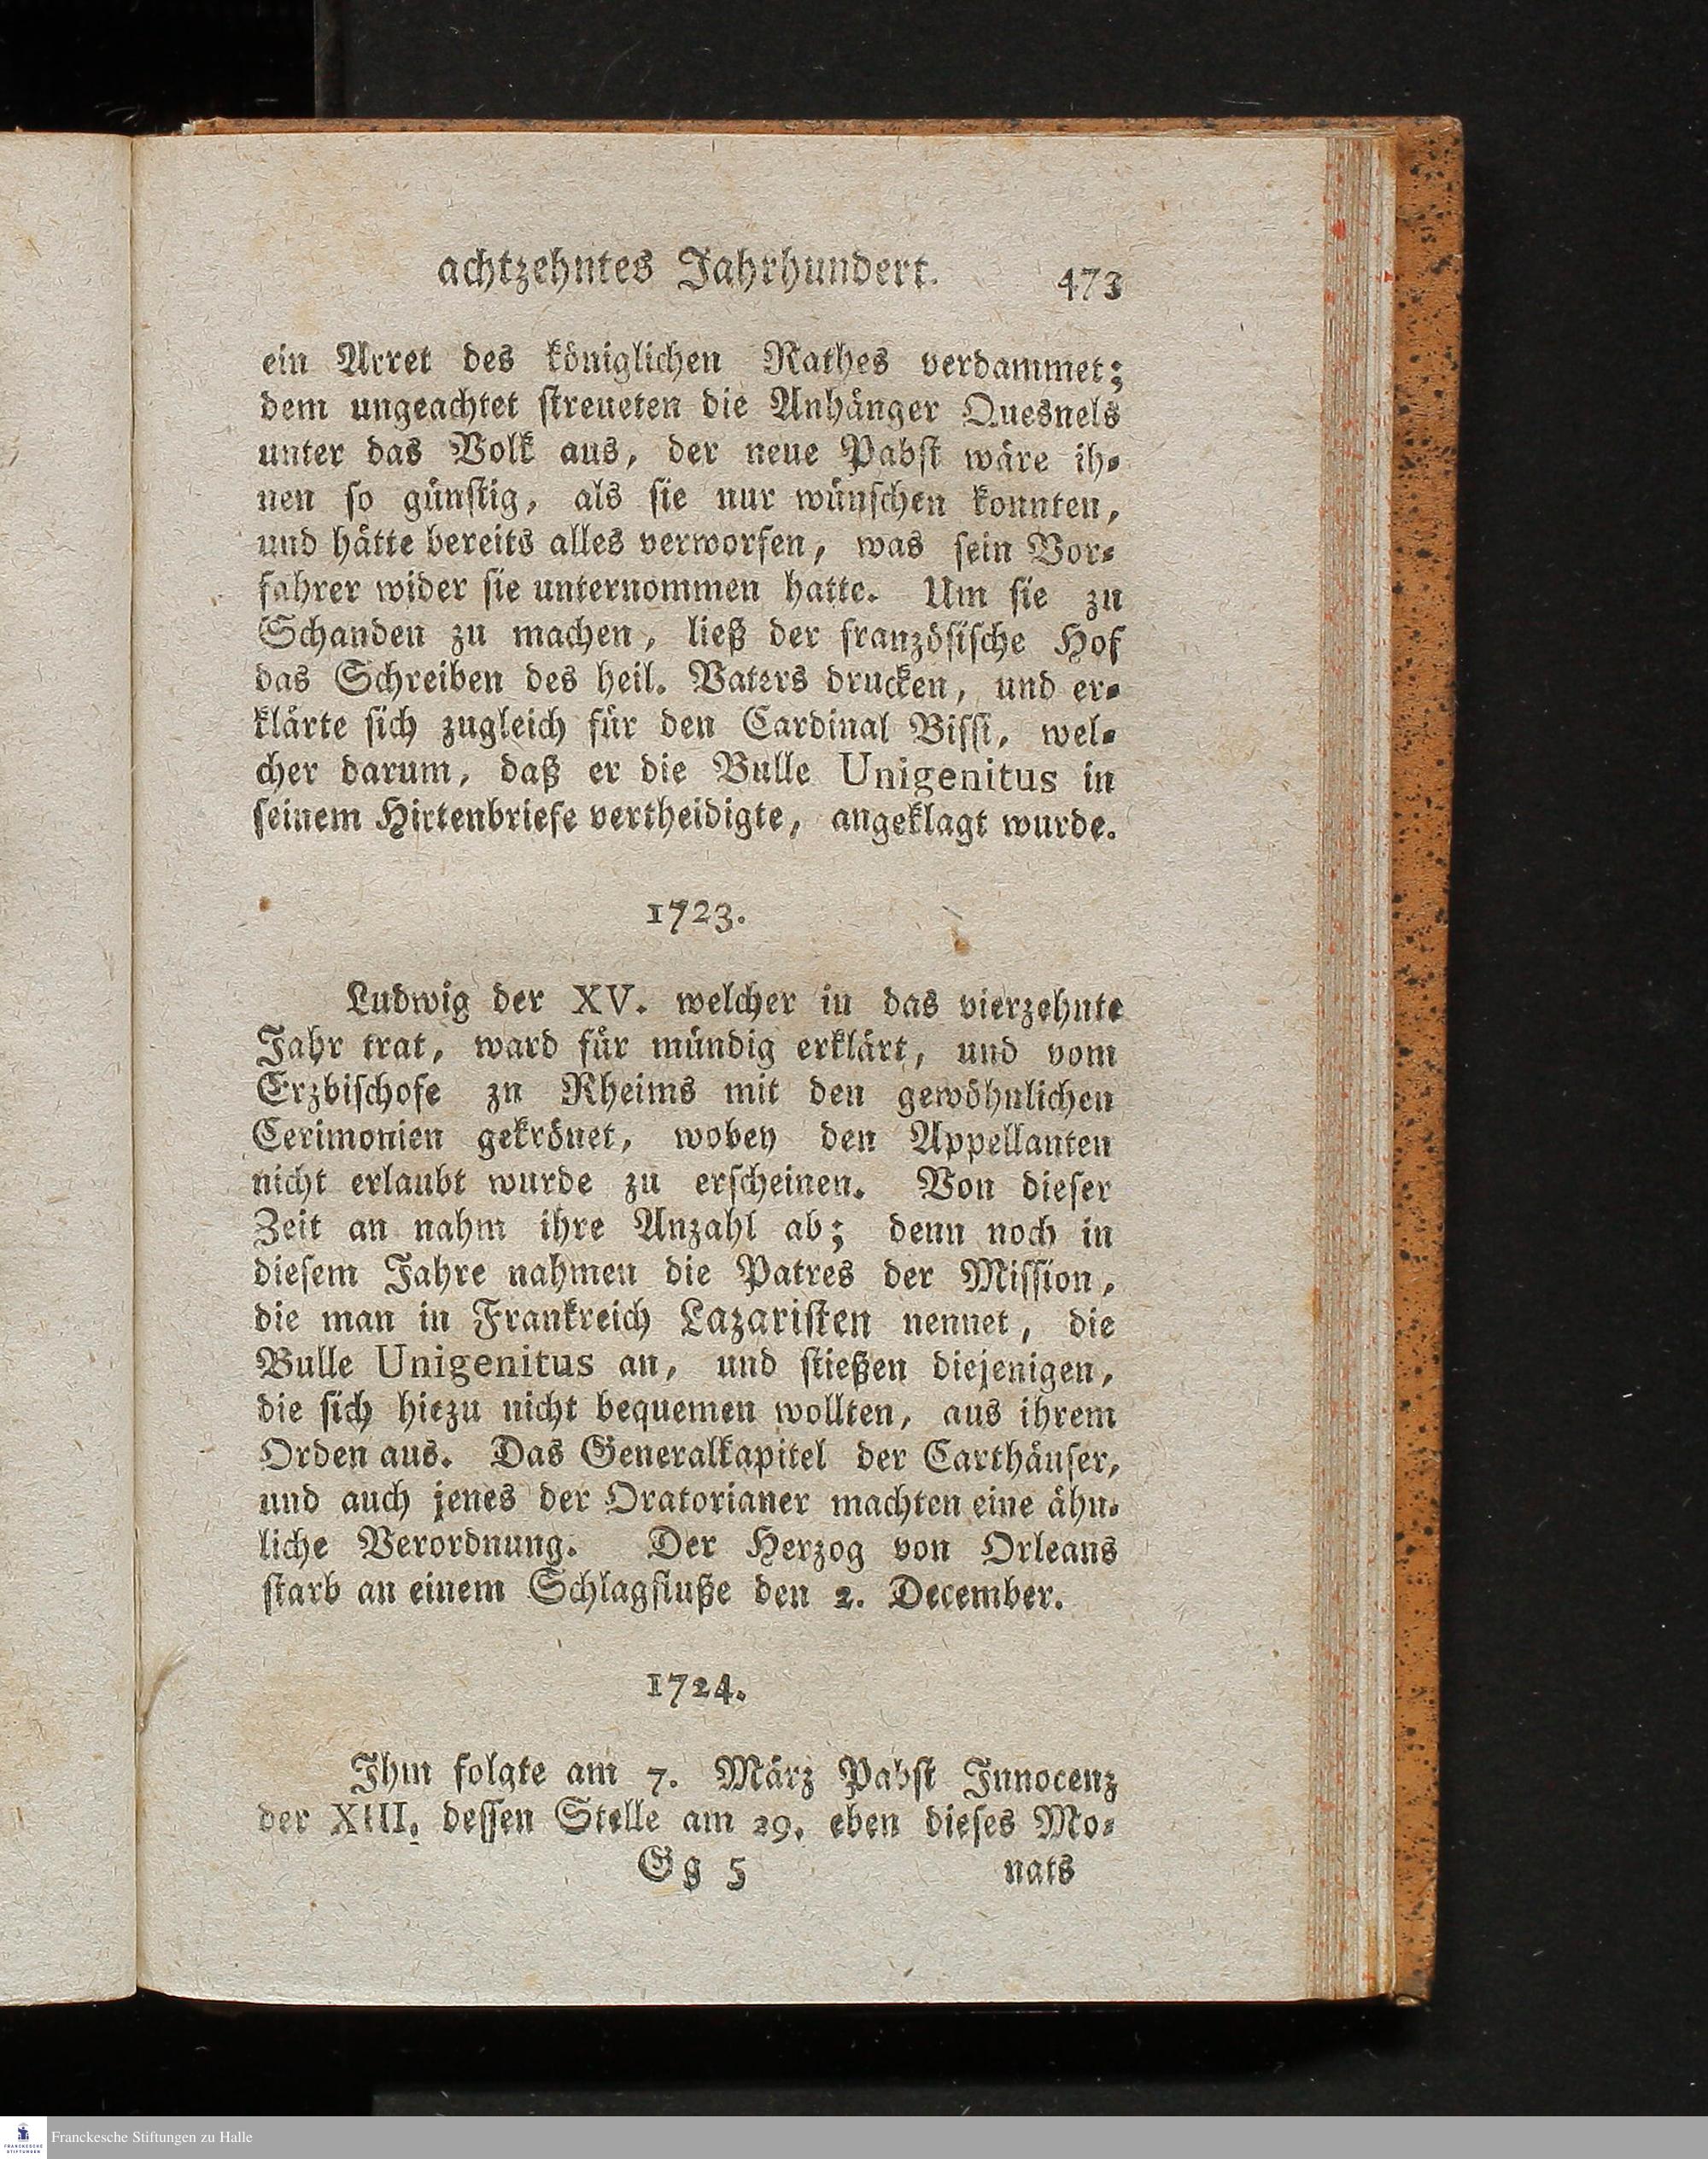 achtzehntes Jahrhundert. 473
ein Arret des königlichen Rathes verdammet;
dem ungeachtet streueten die Anhänger Quesnels
unter das Volk aus, der neue Pabst wäre ih-
nen so günstig, als sie nur wünschen konnten,
und hätte bereits alles verworfen, was sein Vor-
fahrer wider sie unternommen hatte. Um sie zu
Schanden zu machen, ließ der französische Hof
das Schreiben des heil. Vaters drucken, und er-
klärte sich zugleich für den Cardinal Bissi, wel-
cher darum, daß er die Bulle Unigenitus in
seinem Hirtenbriefe vertheidigte, angeklagt wurde.
1723.
Ludwig der XV. welcher in das vierzehnte
Jahr trat, ward für mündig erklärt, und vom
Erzbischofe zu Rheims mit den gewöhnlichen
Cerimonien gekrönet, wobey den Appellanten
nicht erlaubt wurde zu erscheinen. Von dieser
Zeit an nahm ihre Anzahl ab; denn noch in
diesem Jahre nahmen die Patres der Mission,
die man in Frankreich Lazaristen nennet, die
Bulle Unigenitus an, und stießen diejenigen,
die sich hiezu nicht bequemen wollten, aus ihrem
Orden aus. Das Generalkapitel der Carthäuser,
und auch jenes der Oratorianer machten eine ähn-
liche Verordnung. Der Herzog von Orleans
starb an einem Schlagfluße den 2. December.
1724.
Ihm folgte am 7. März Pabst Innocenz
der XIII. dessen Stelle am 29. eben dieses Mo-
Gg 5 nats
FRANCKESCHE STIFTUNGEN
Franckesche Stiftungen zu Halle